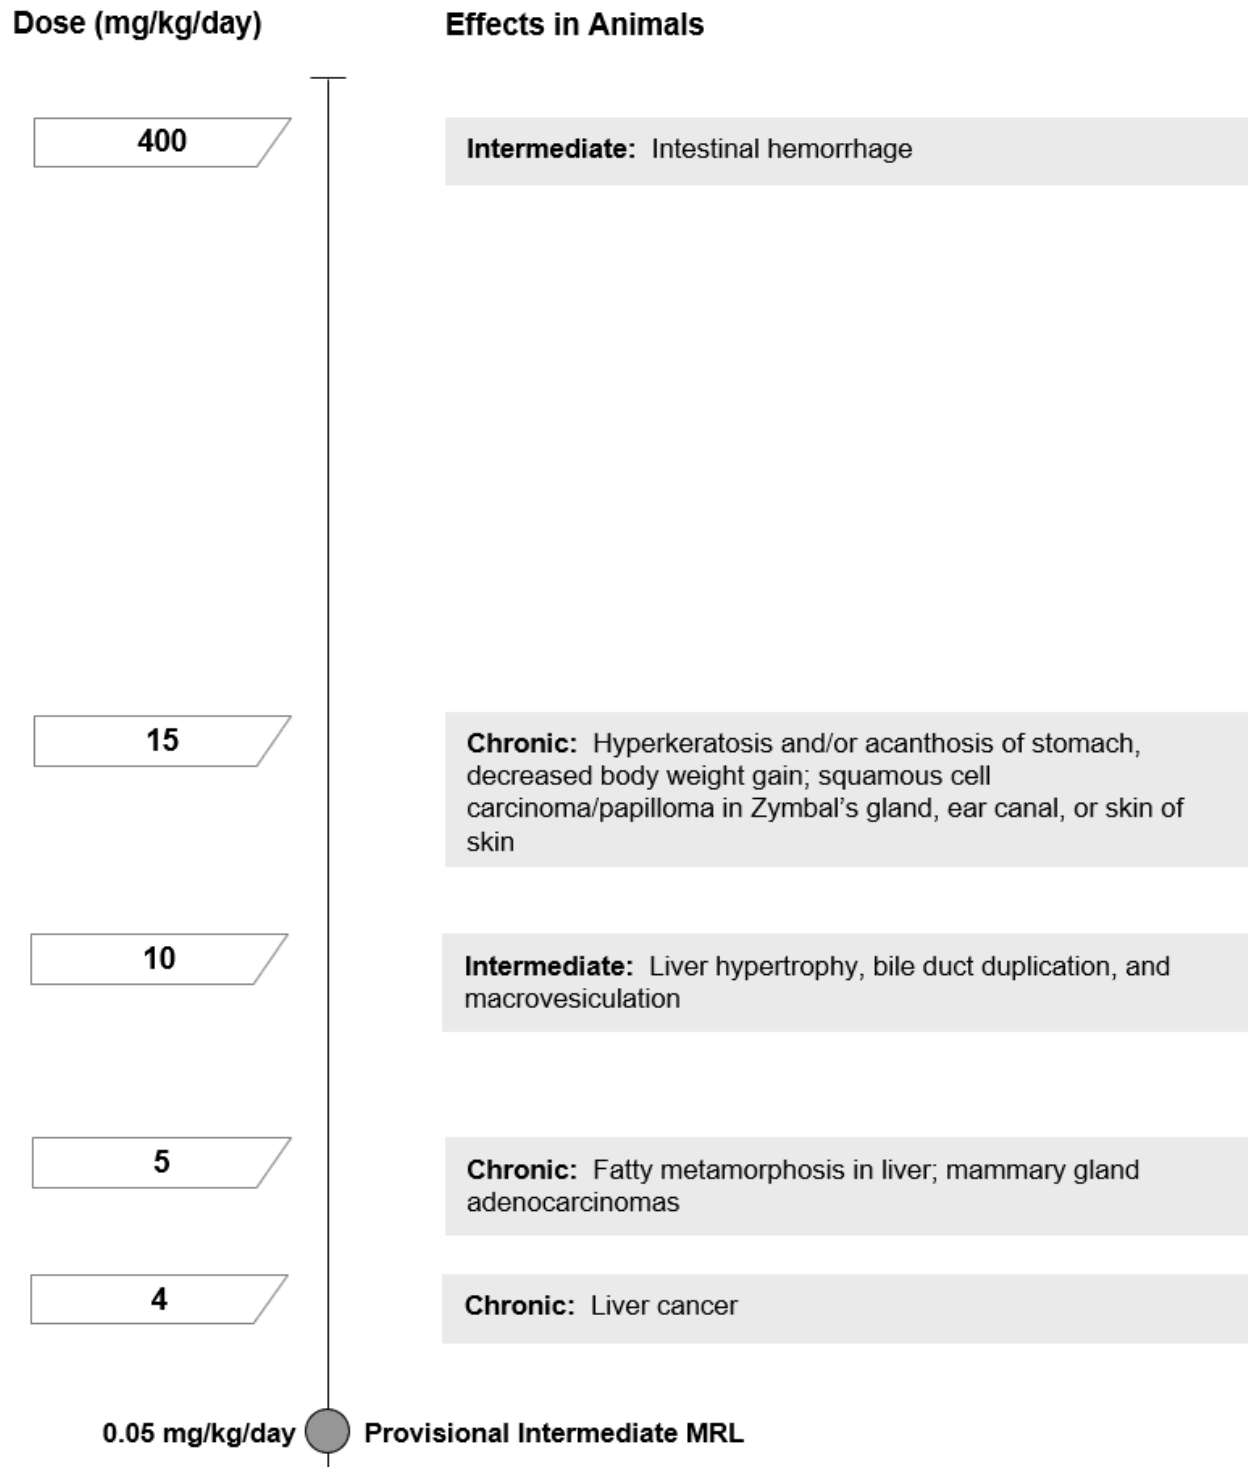 Dose (mg/kg/day) Effects in Animals
400 Intermediate: Intestinal hemorrhage
15 Chronic: Hyperkeratosis and/or acanthosis of stomach,
decreased body weight gain; squamous cell
carcinoma/papilloma in Zymbal's gland, ear canal, or skin of
skin
10 Intermediate: Liver hypertrophy, bile duct duplication, and
macrovesiculation
5 Chronic: Fatty metamorphosis in liver; mammary gland
adenocarcinomas
4 Chronic: Liver cancer
0.05 mg/kg/day Provisional Intermediate MRL